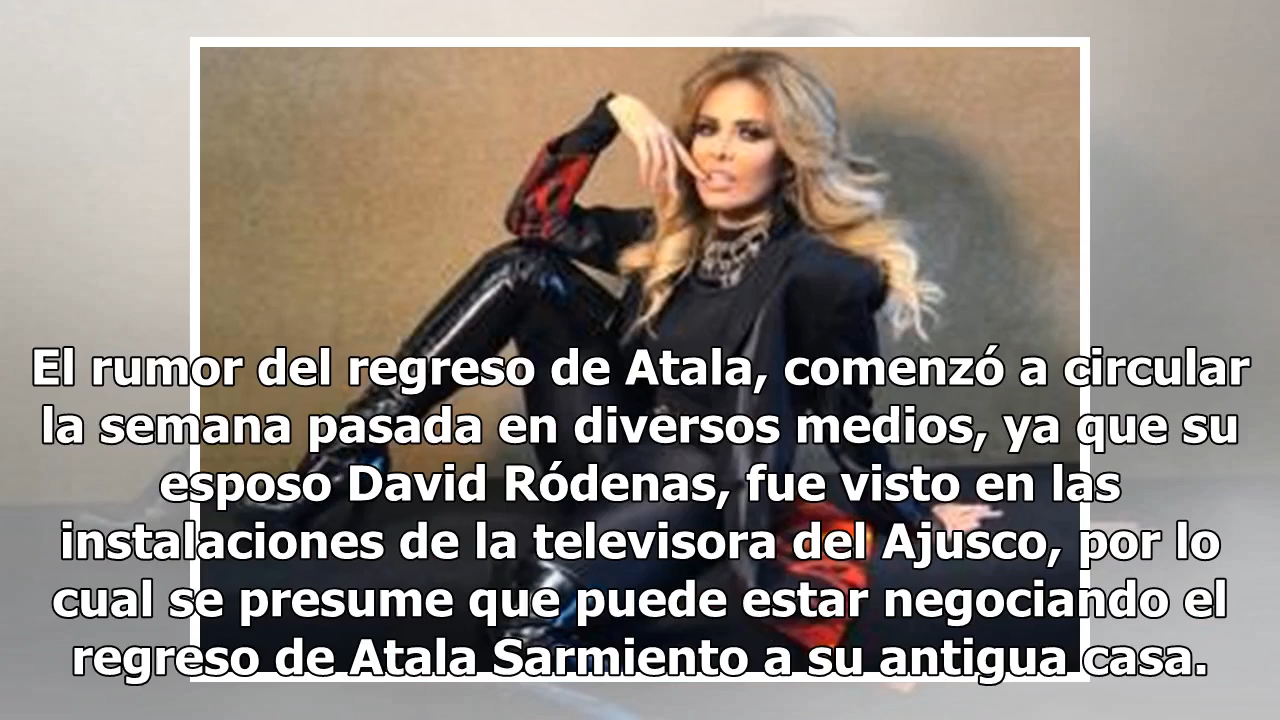 El rumor del regreso de Atala, comenzó a circular
la semana pasada en diversos medios, ya que su
esposo David Ródenas, fue visto en las
instalaciones de la televisora del Ajusco, por lo
cual se presume que puede estar negociando el
regreso de Atala Sarmiento a su antigua casa.